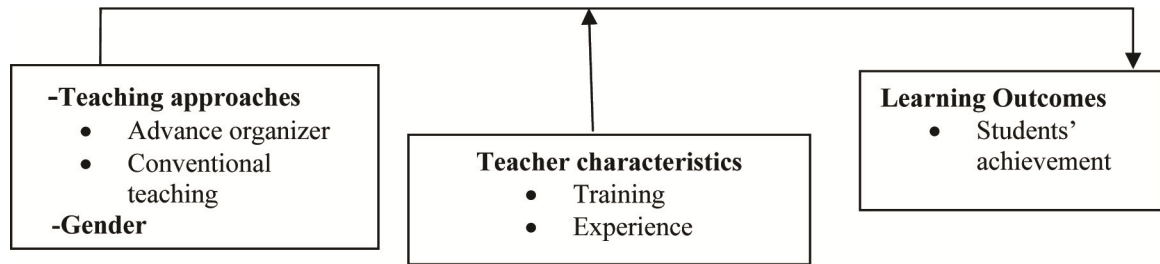 -Teaching approaches
• Advance organizer
• Conventional
teaching
-Gender
Teacher characteristics
• Training
• Experience
Learning Outcomes
• Students’
achievement